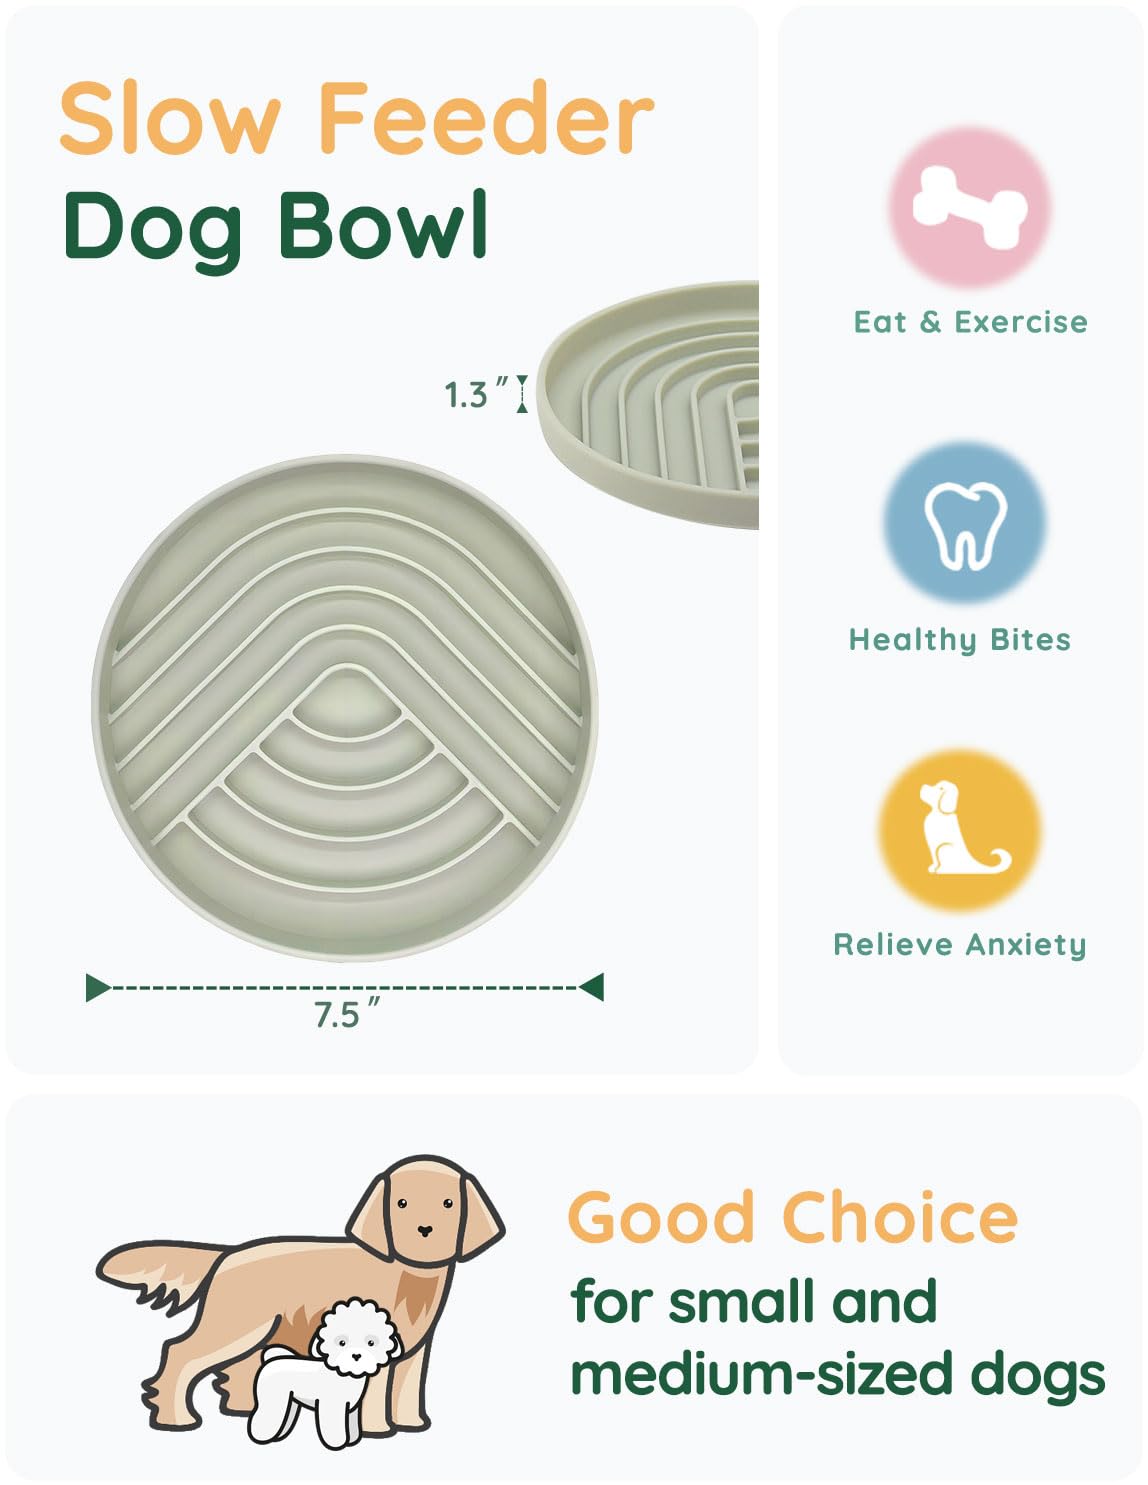 Slow Feeder
Dog Bowl
1.3"
7.5"
Eat & Exercise
Healthy Bites
Relieve Anxiety
Good Choice
for small and
medium-sized dogs